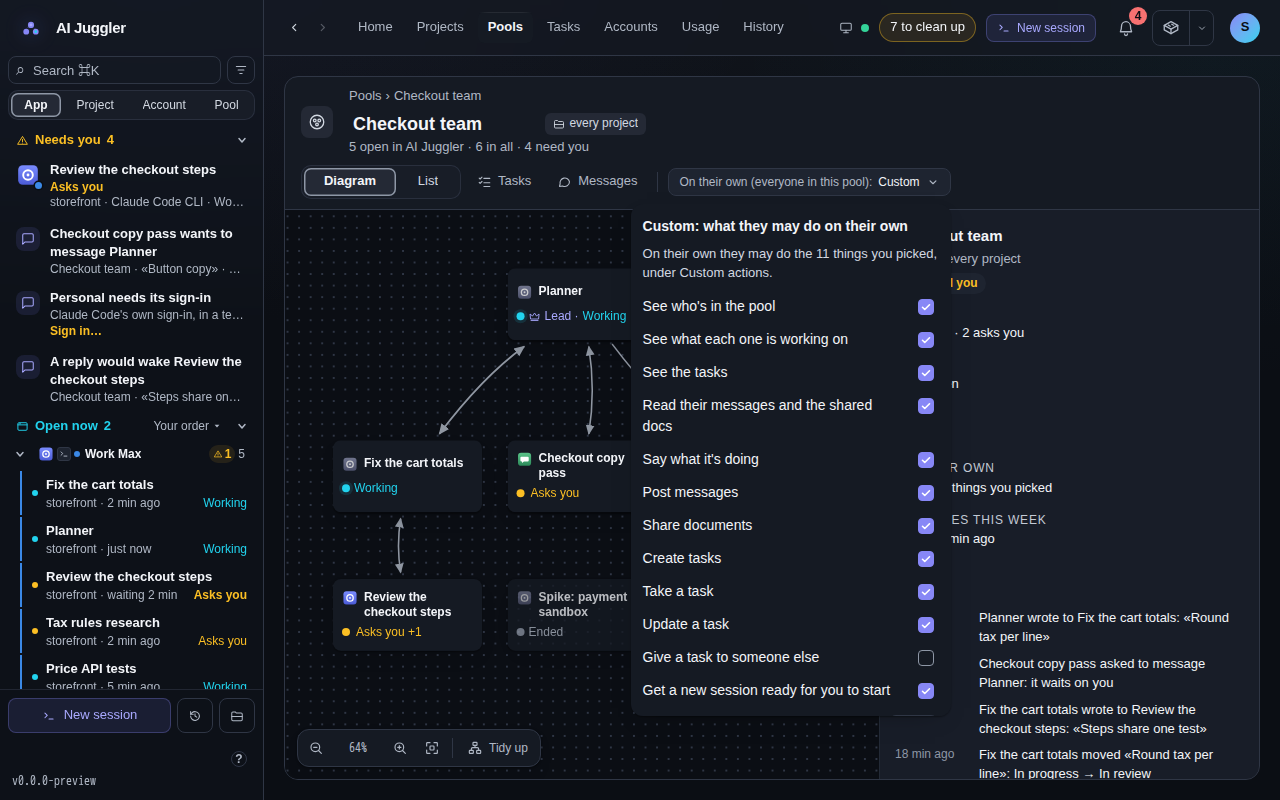 AI Juggler
Search ⌘K
App Project Account Pool
Needs you 4
Review the checkout steps
Asks you
storefront · Claude Code CLI · Wo…
Checkout copy pass wants to
message Planner
Checkout team · «Button copy» · …
Personal needs its sign-in
Claude Code's own sign-in, in a te…
Sign in…
A reply would wake Review the
checkout steps
Checkout team · «Steps share on…
Open now 2 Your order
Work Max 1 5
Fix the cart totals
storefront · 2 min ago Working
Planner
storefront · just now Working
Review the checkout steps
storefront · waiting 2 min Asks you
Tax rules research
storefront · 2 min ago Asks you
Price API tests
storefront · 5 min ago Working
New session
?
v0.0.0-preview
Home Projects Pools Tasks Accounts Usage History
7 to clean up
New session
4
S
Pools › Checkout team
Checkout team every project
5 open in AI Juggler · 6 in all · 4 need you
Diagram List Tasks Messages
On their own (everyone in this pool): Custom
Planner
Lead · Working
Fix the cart totals
Working
Checkout copy
pass
Asks you
Review the
checkout steps
Asks you +1
Spike: payment
sandbox
Ended
64%
Tidy up
Custom: what they may do on their own
On their own they may do the 11 things you picked,
under Custom actions.
See who's in the pool
See what each one is working on
See the tasks
Read their messages and the shared
docs
Say what it's doing
Post messages
Share documents
Create tasks
Take a task
Update a task
Give a task to someone else
Get a new session ready for you to start
ut team
every project
you
· 2 asks you
n
R OWN
things you picked
ES THIS WEEK
min ago
Planner wrote to Fix the cart totals: «Round
tax per line»
Checkout copy pass asked to message
Planner: it waits on you
Fix the cart totals wrote to Review the
checkout steps: «Steps share one test»
18 min ago Fix the cart totals moved «Round tax per
line»: In progress → In review